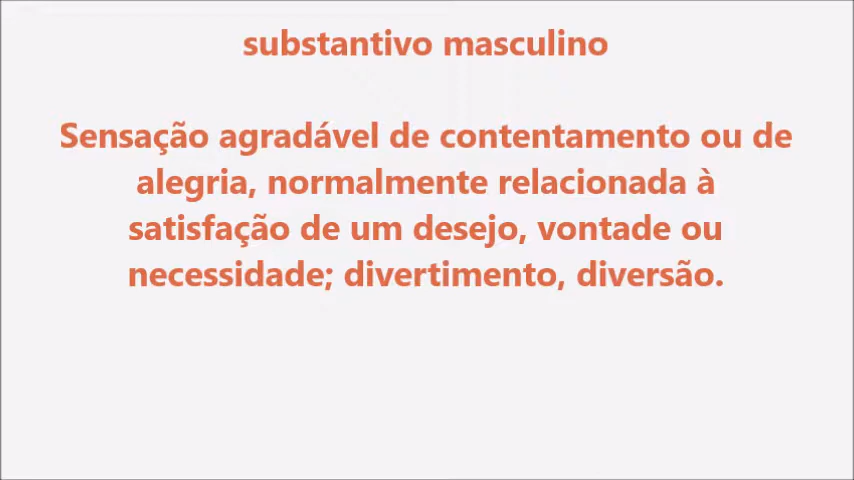 substantivo masculino
Sensação agradável de contentamento ou de
alegria, normalmente relacionada à
satisfação de um desejo, vontade ou
necessidade; divertimento, diversão.